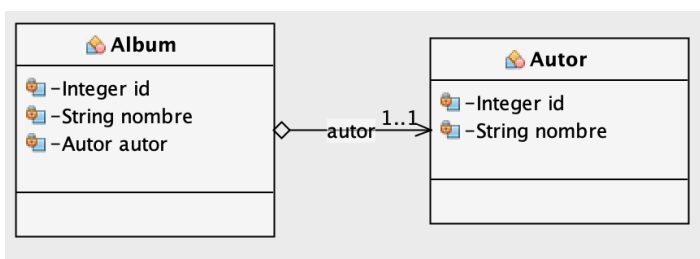 Album
-Integer id
-String nombre
-Autor autor
autor
1..1
Autor
-Integer id
-String nombre